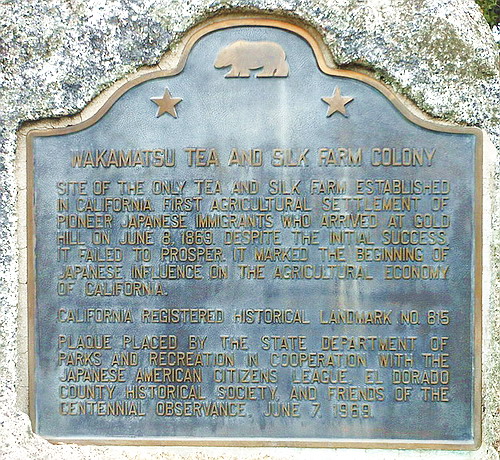 WAKAMATSU TEA AND SILK FARM COLONY
SITE OF THE ONLY TEA AND SILK FARM ESTABLISHED
IN CALIFORNIA. FIRST AGRICULTURAL SETTLEMENT OF
PIONEER JAPANESE IMMIGRANTS WHO ARRIVED AT GOLD
HILL ON JUNE 8, 1869. DESPITE THE INITIAL SUCCESS,
IT FAILED TO PROSPER. IT MARKED THE BEGINNING OF
JAPANESE INFLUENCE ON THE AGRICULTURAL ECONOMY
OF CALIFORNIA.
CALIFORNIA REGISTERED HISTORICAL LANDMARK NO. 815
PLAQUE PLACED BY THE STATE DEPARTMENT OF
PARKS AND RECREATION IN COOPERATION WITH THE
JAPANESE AMERICAN CITIZENS LEAGUE, EL DORADO
COUNTY HISTORICAL SOCIETY, AND FRIENDS OF THE
CENTENNIAL OBSERVANCE, JUNE 7, 1969.